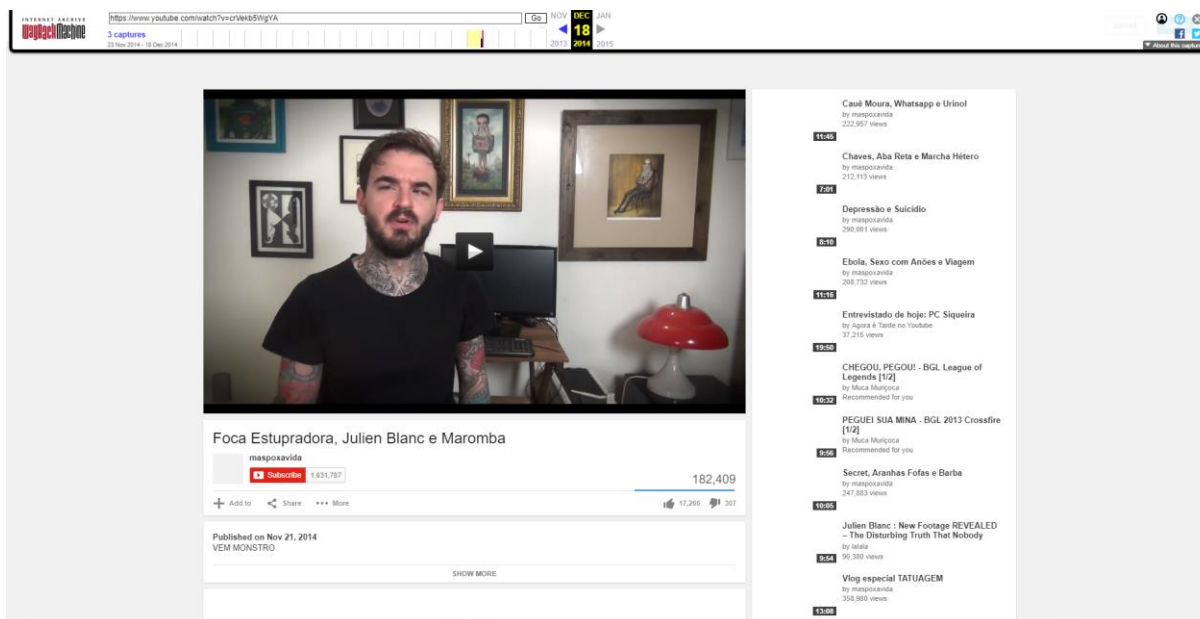 INTERNET ARCHIVE
WayBackMachine
https://www.youtube.com/watch?v=crVekb5WgYA
Go
NOV DEC JAN
18
2013 2014 2015
3 captures
23 Nov 2014 - 18 Dec 2014
About this capture
Foca Estupradora, Julien Blanc e Maromba
maspoxavida
Subscribe 1,631,787
182,409
Add to Share More
17,266 307
Published on Nov 21, 2014
VEM MONSTRO
SHOW MORE
Cauê Moura, Whatsapp e Urinol
by maspoxavida
222,957 views
11:45
Chaves, Aba Reta e Marcha Hétero
by maspoxavida
212,113 views
7:01
Depressão e Suicídio
by maspoxavida
290,001 views
8:10
Ebola, Sexo com Anões e Viagem
by maspoxavida
208,732 views
11:16
Entrevistado de hoje: PC Siqueira
by Agora é Tarde no Youtube
37,215 views
19:50
CHEGOU, PEGOU! - BGL League of
Legends [1/2]
by Muca Muriçoca
Recommended for you
10:32
PEGUEI SUA MINA - BGL 2013 Crossfire
[1/2]
by Muca Muriçoca
Recommended for you
9:56
Secret, Aranhas Fofas e Barba
by maspoxavida
247,883 views
10:05
Julien Blanc : New Footage REVEALED
– The Disturbing Truth That Nobody
by lalala
90,380 views
9:54
Vlog especial TATUAGEM
by maspoxavida
358,980 views
13:08